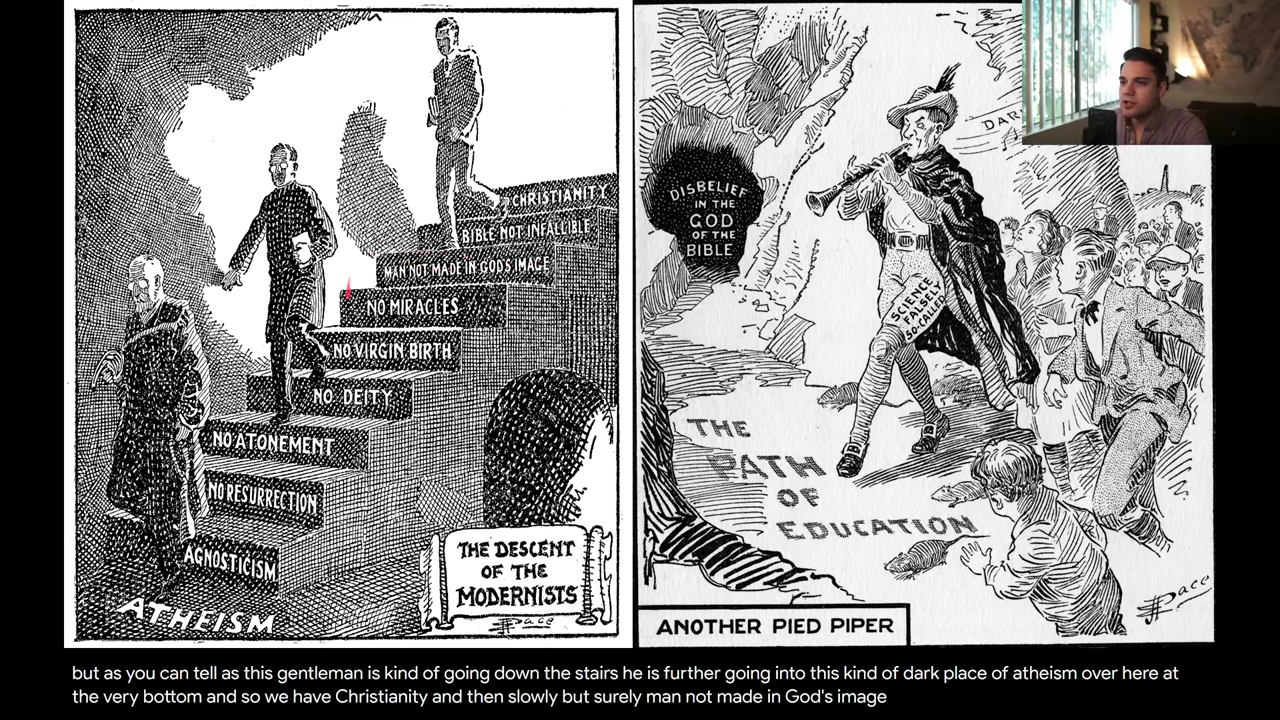 CHRISTIANITY
BIBLE NOT INFALLIBLE
MAN NOT MADE IN GOD'S IMAGE
NO MIRACLES
NO VIRGIN BIRTH
NO DEITY
NO ATONEMENT
NO RESURRECTION
AGNOSTICISM
ATHEISM
THE DESCENT
OF THE
MODERNISTS
EJPace
DISBELIEF
IN THE
GOD
OF THE
BIBLE
SCIENCE
FALSELY
SO-CALLED
THE
PATH
OF
EDUCATION
EJPace
ANOTHER PIED PIPER
but as you can tell as this gentleman is kind of going down the stairs he is further going into this kind of dark place of atheism over here at
the very bottom and so we have Christianity and then slowly but surely man not made in God's image